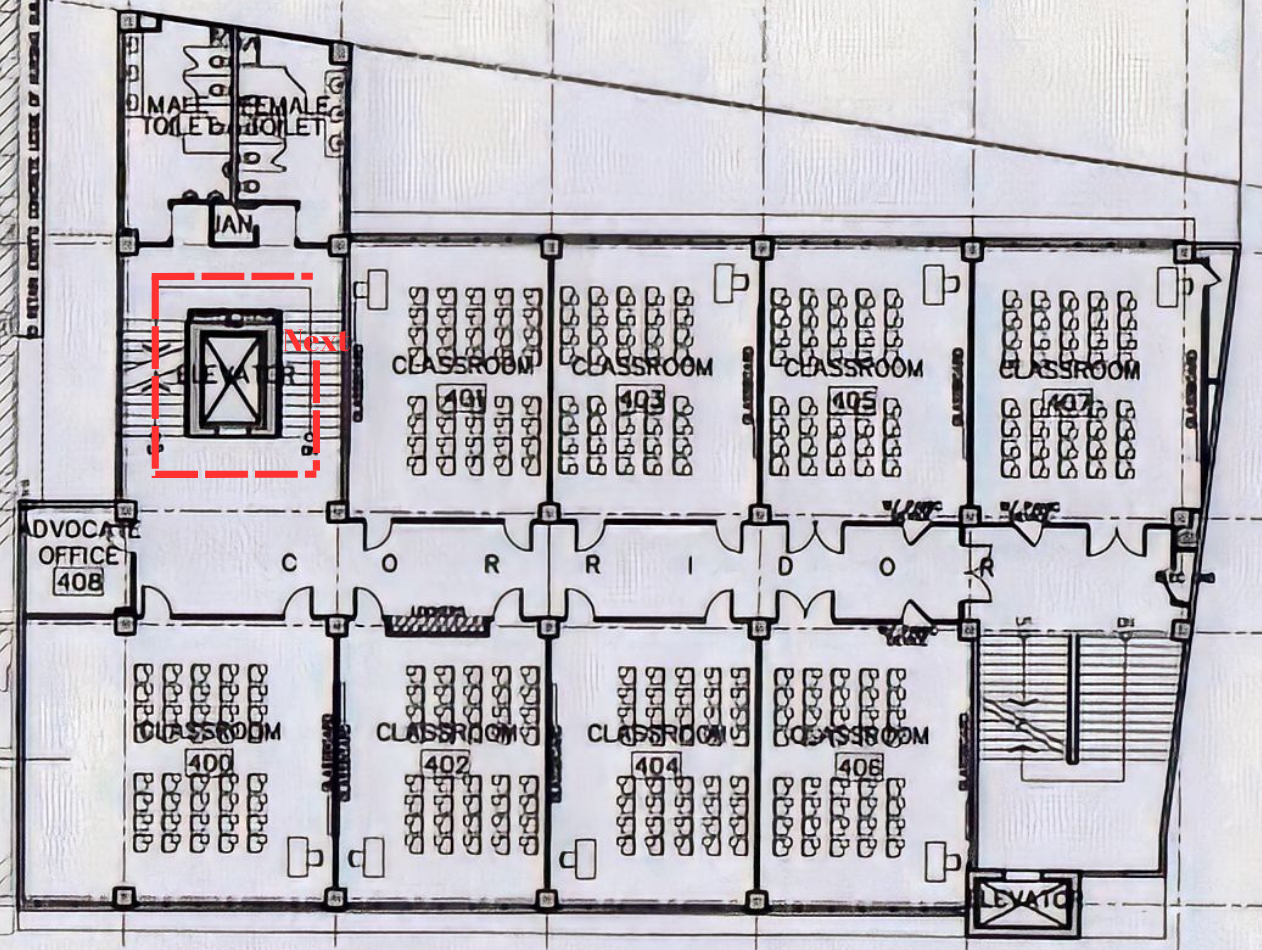 MALE
TOILET
FEMALE
TOILET
JAN
Next
ELEVATOR
CLASSROOM
401
CLASSROOM
403
CLASSROOM
405
CLASSROOM
407
ADVOCATE
OFFICE
408
C O R R I D O R
CLASSROOM
400
CLASSROOM
402
CLASSROOM
404
CLASSROOM
406
ELEVATOR